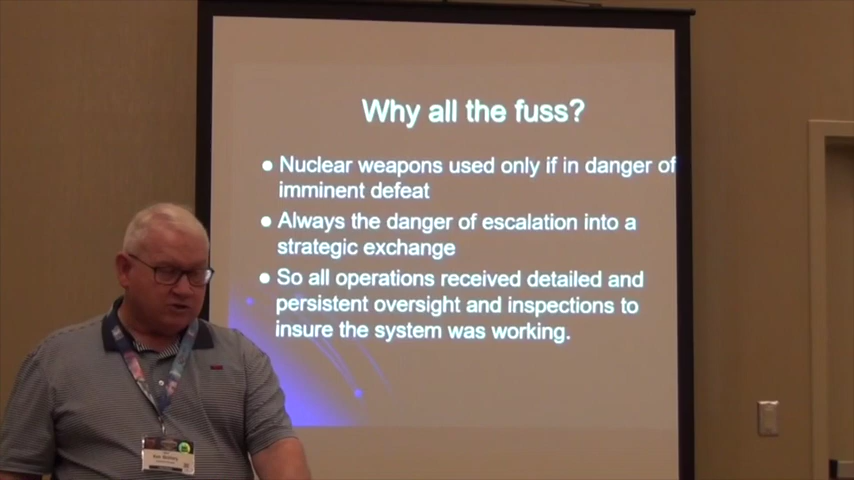 Why all the fuss?
● Nuclear weapons used only if in danger of
imminent defeat
● Always the danger of escalation into a
strategic exchange
● So all operations received detailed and
persistent oversight and inspections to
insure the system was working.